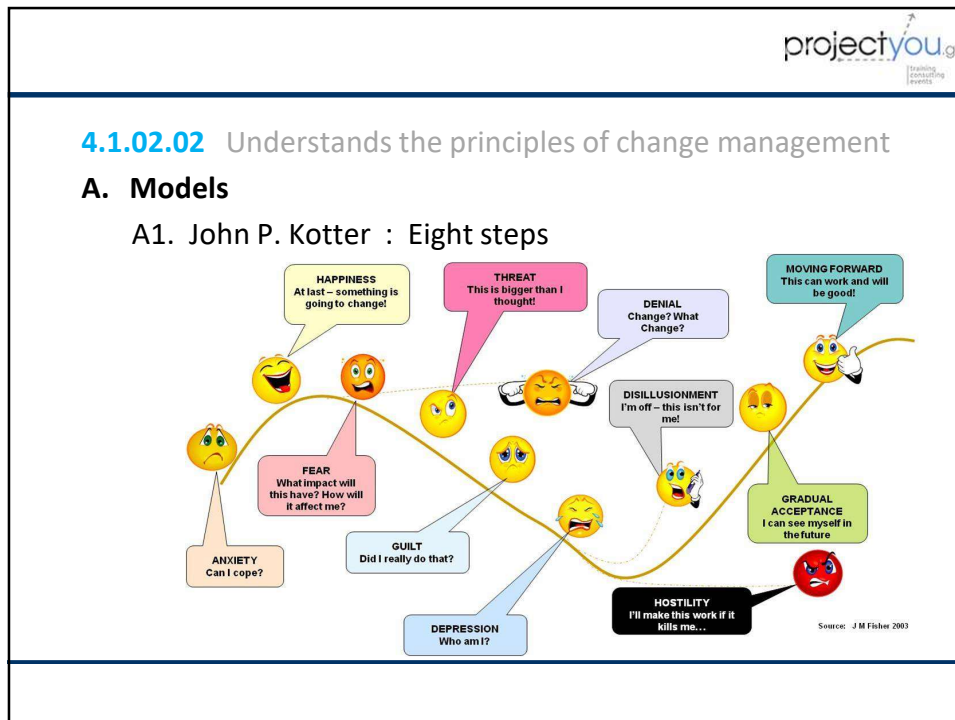 projectyou.g
training
consulting
events
4.1.02.02 Understands the principles of change management
A. Models
A1. John P. Kotter : Eight steps
HAPPINESS
At last – something is
going to change!
THREAT
This is bigger than I
thought!
DENIAL
Change? What
Change?
MOVING FORWARD
This can work and will
be good!
DISILLUSIONMENT
I'm off – this isn't for
me!
FEAR
What impact will
this have? How will
it affect me?
GUILT
Did I really do that?
GRADUAL
ACCEPTANCE
I can see myself in
the future
ANXIETY
Can I cope?
DEPRESSION
Who am I?
HOSTILITY
I'll make this work if it
kills me...
Source: J M Fisher 2003